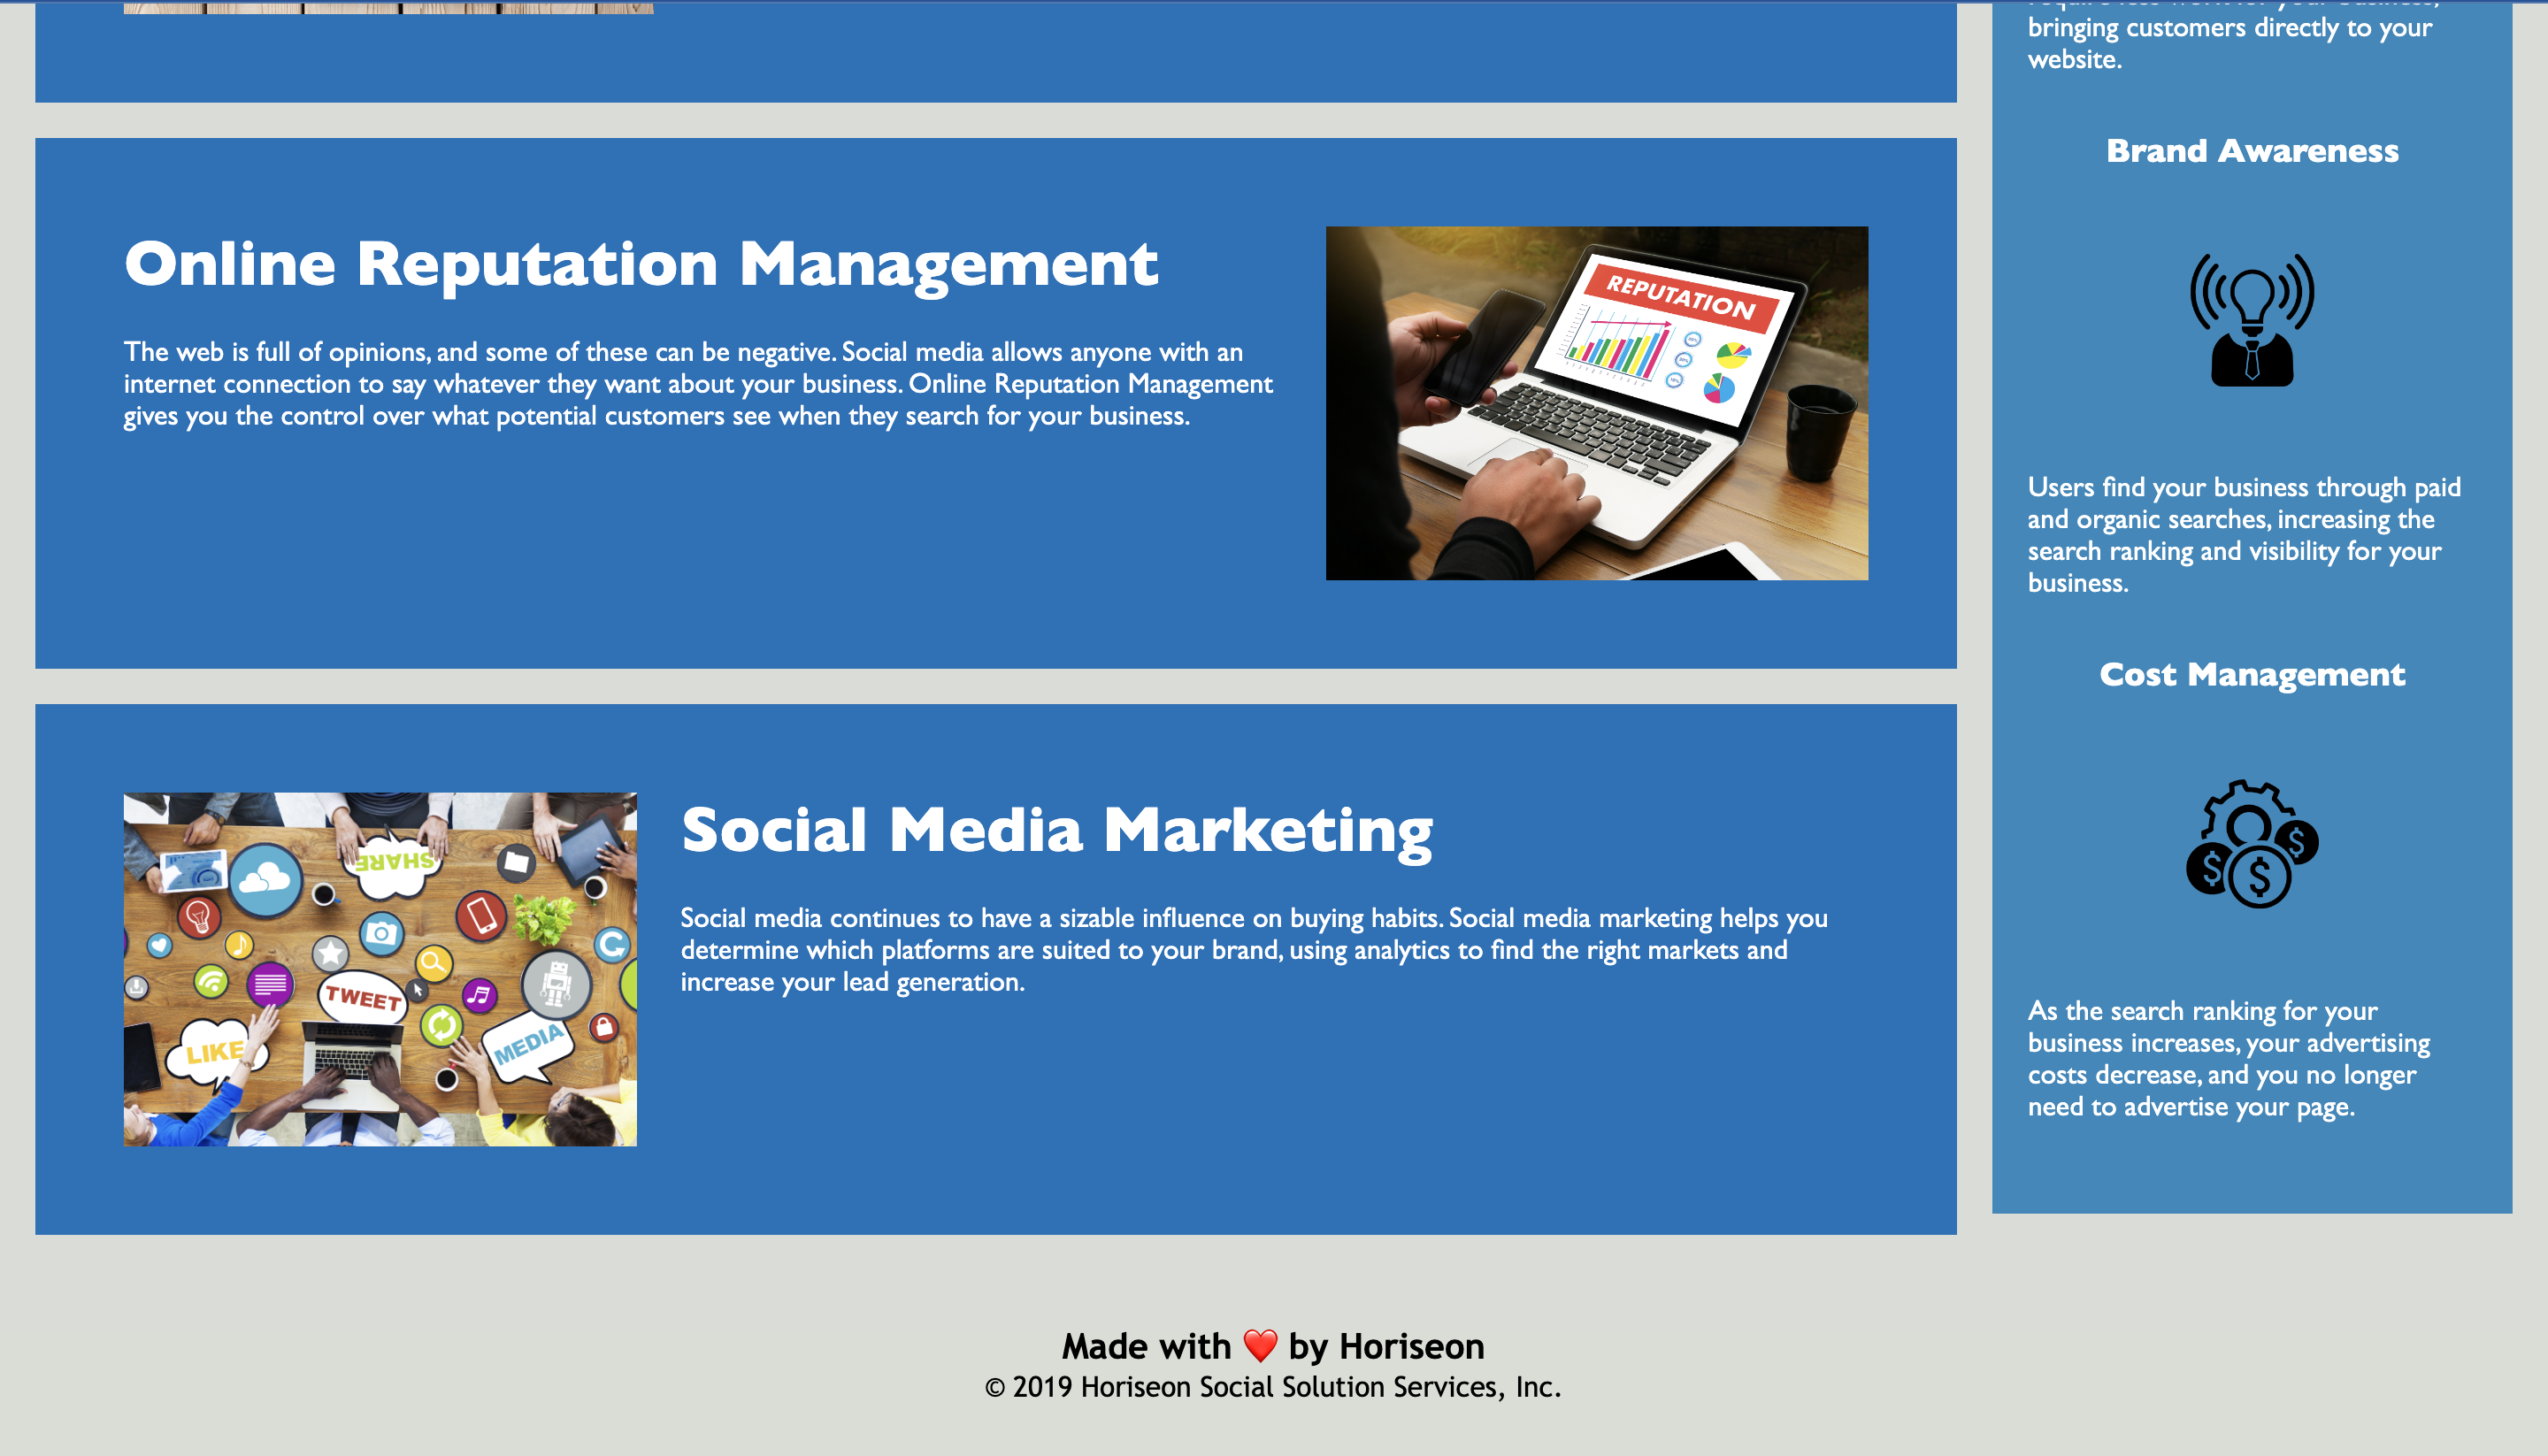 bringing customers directly to your
website.
Online Reputation Management
The web is full of opinions, and some of these can be negative. Social media allows anyone with an
internet connection to say whatever they want about your business. Online Reputation Management
gives you the control over what potential customers see when they search for your business.
REPUTATION
Social Media Marketing
Social media continues to have a sizable influence on buying habits. Social media marketing helps you
determine which platforms are suited to your brand, using analytics to find the right markets and
increase your lead generation.
SHARE
TWEET
LIKE
MEDIA
Brand Awareness
Users find your business through paid
and organic searches, increasing the
search ranking and visibility for your
business.
Cost Management
$ $ $
As the search ranking for your
business increases, your advertising
costs decrease, and you no longer
need to advertise your page.
Made with ❤️ by Horiseon
© 2019 Horiseon Social Solution Services, Inc.